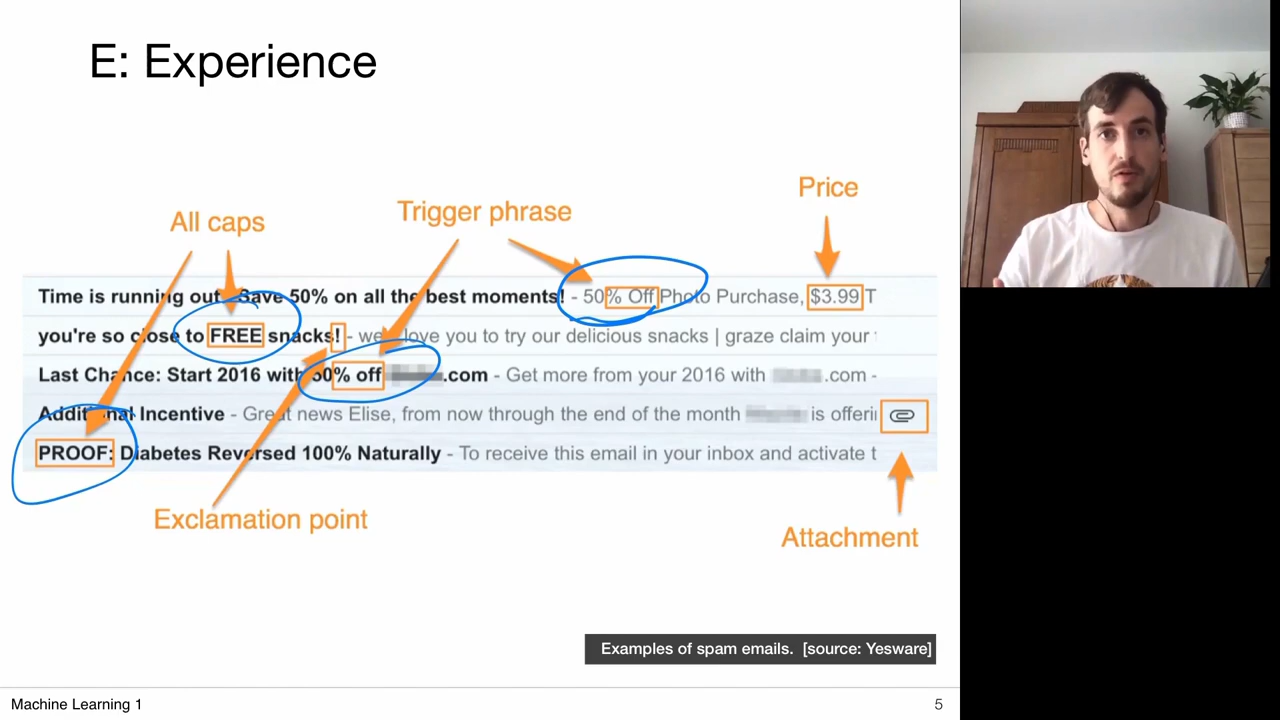 E: Experience
Price
Trigger phrase
All caps
Time is running out. Save 50% on all the best moments! - 50% Off Photo Purchase, $3.99 T
you're so close to FREE snacks! - we love you to try our delicious snacks | graze claim your
Last Chance: Start 2016 with 50% off .com - Get more from your 2016 with .com -
Additional Incentive - Great news Elise, from now through the end of the month is offeri
PROOF: Diabetes Reversed 100% Naturally - To receive this email in your inbox and activate t
Exclamation point
Attachment
Examples of spam emails. [source: Yesware]
Machine Learning 1
5